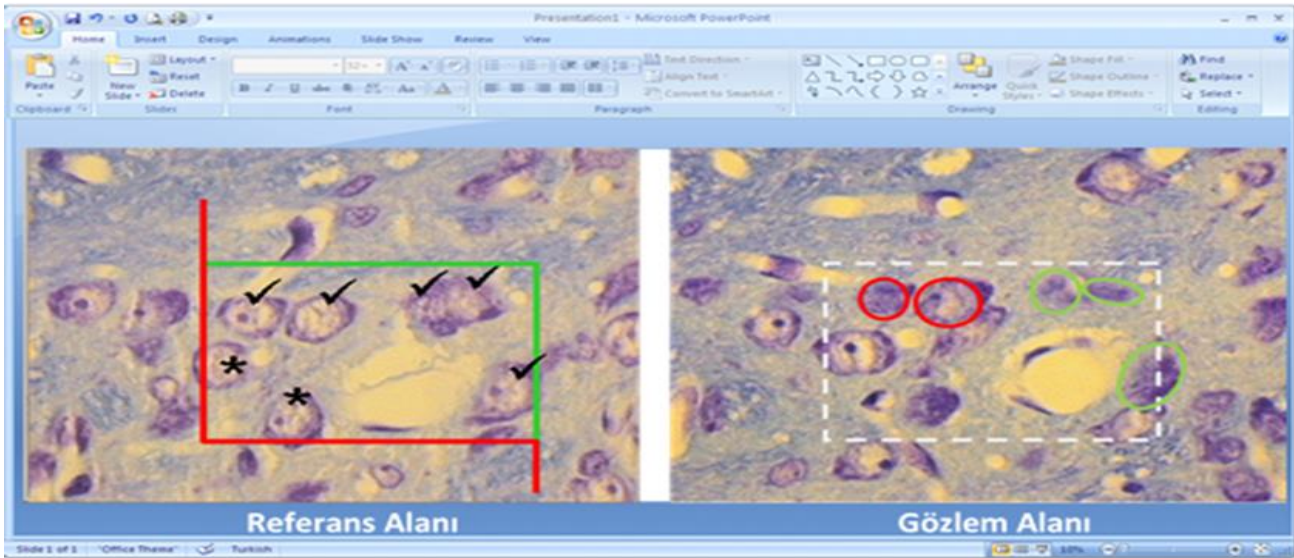 Presentation1 - Microsoft PowerPoint
Home Insert Design Animations Slide Show Review View
Paste
Clipboard
New
Slide
Layout
Reset
Delete
Slides
Font
Text Direction
Align Text
Convert to SmartArt
Paragraph
Arrange
Quick
Styles
Shape Fill
Shape Outline
Shape Effects
Drawing
Find
Replace
Select
Editing
Referans Alanı
Gözlem Alanı
Slide 1 of 1 "Office Theme" Turkish